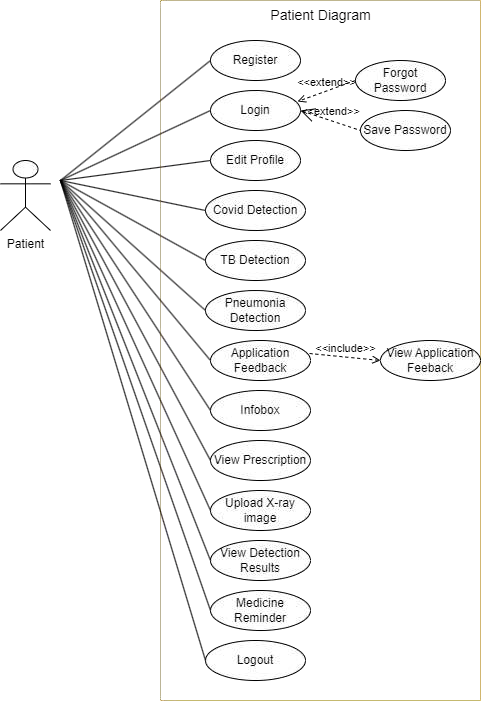 Patient Diagram
Register
<<extend>>
Forgot
Password
Login
<<extend>>
Save Password
Edit Profile
Patient
Covid Detection
TB Detection
Pneumonia
Detection
Application
Feedback
<<include>>
View Application
Feeback
Infobox
View Prescription
Upload X-ray
image
View Detection
Results
Medicine
Reminder
Logout